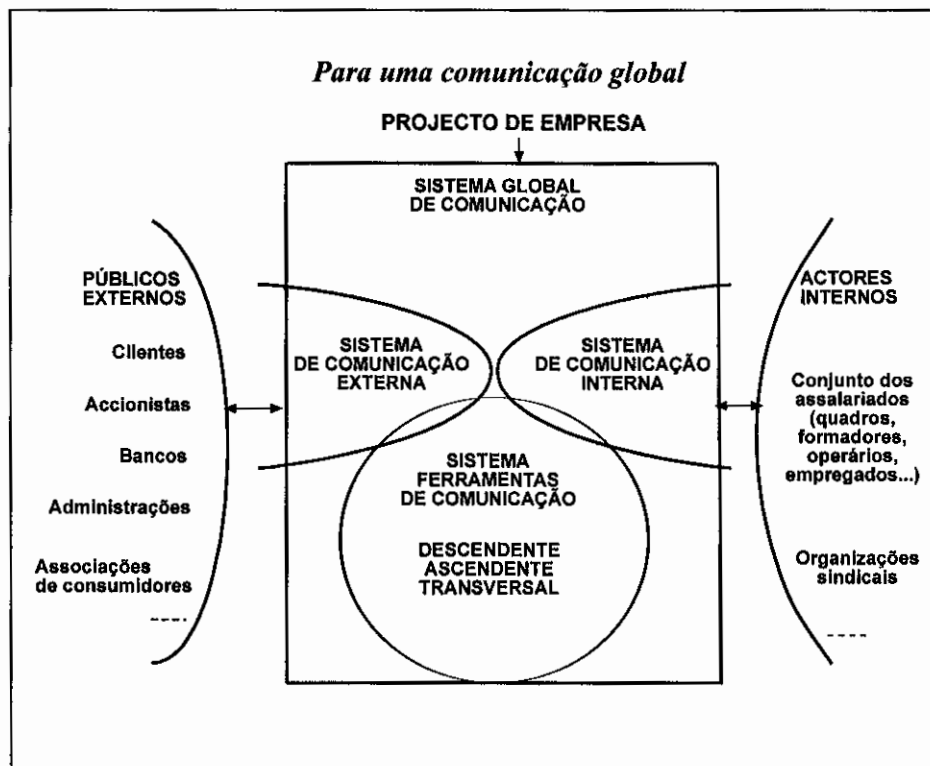 Para uma comunicação global
PROJECTO DE EMPRESA
SISTEMA GLOBAL
DE COMUNICAÇÃO
PÚBLICOS
EXTERNOS
Clientes
Accionistas
Bancos
Administrações
Associações
de consumidores
----
SISTEMA
DE COMUNICAÇÃO
EXTERNA
SISTEMA
DE COMUNICAÇÃO
INTERNA
SISTEMA
FERRAMENTAS
DE COMUNICAÇÃO
DESCENDENTE
ASCENDENTE
TRANSVERSAL
ACTORES
INTERNOS
Conjunto dos
assalariados
(quadros,
formadores,
operários,
empregados...)
Organizações
sindicais
----